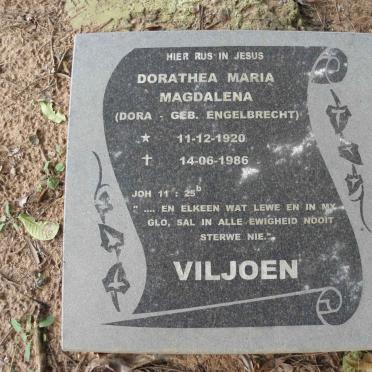 HIER RUS IN JESUS
DORATHEA MARIA
MAGDALENA
(DORA - GEB. ENGELBRECHT)
★ 11-12-1920
✝ 14-06-1986
JOH 11 : 25ᵇ
".... EN ELKEEN WAT LEWE EN IN MY
GLO, SAL IN ALLE EWIGHEID NOOIT
STERWE NIE."
VILJOEN